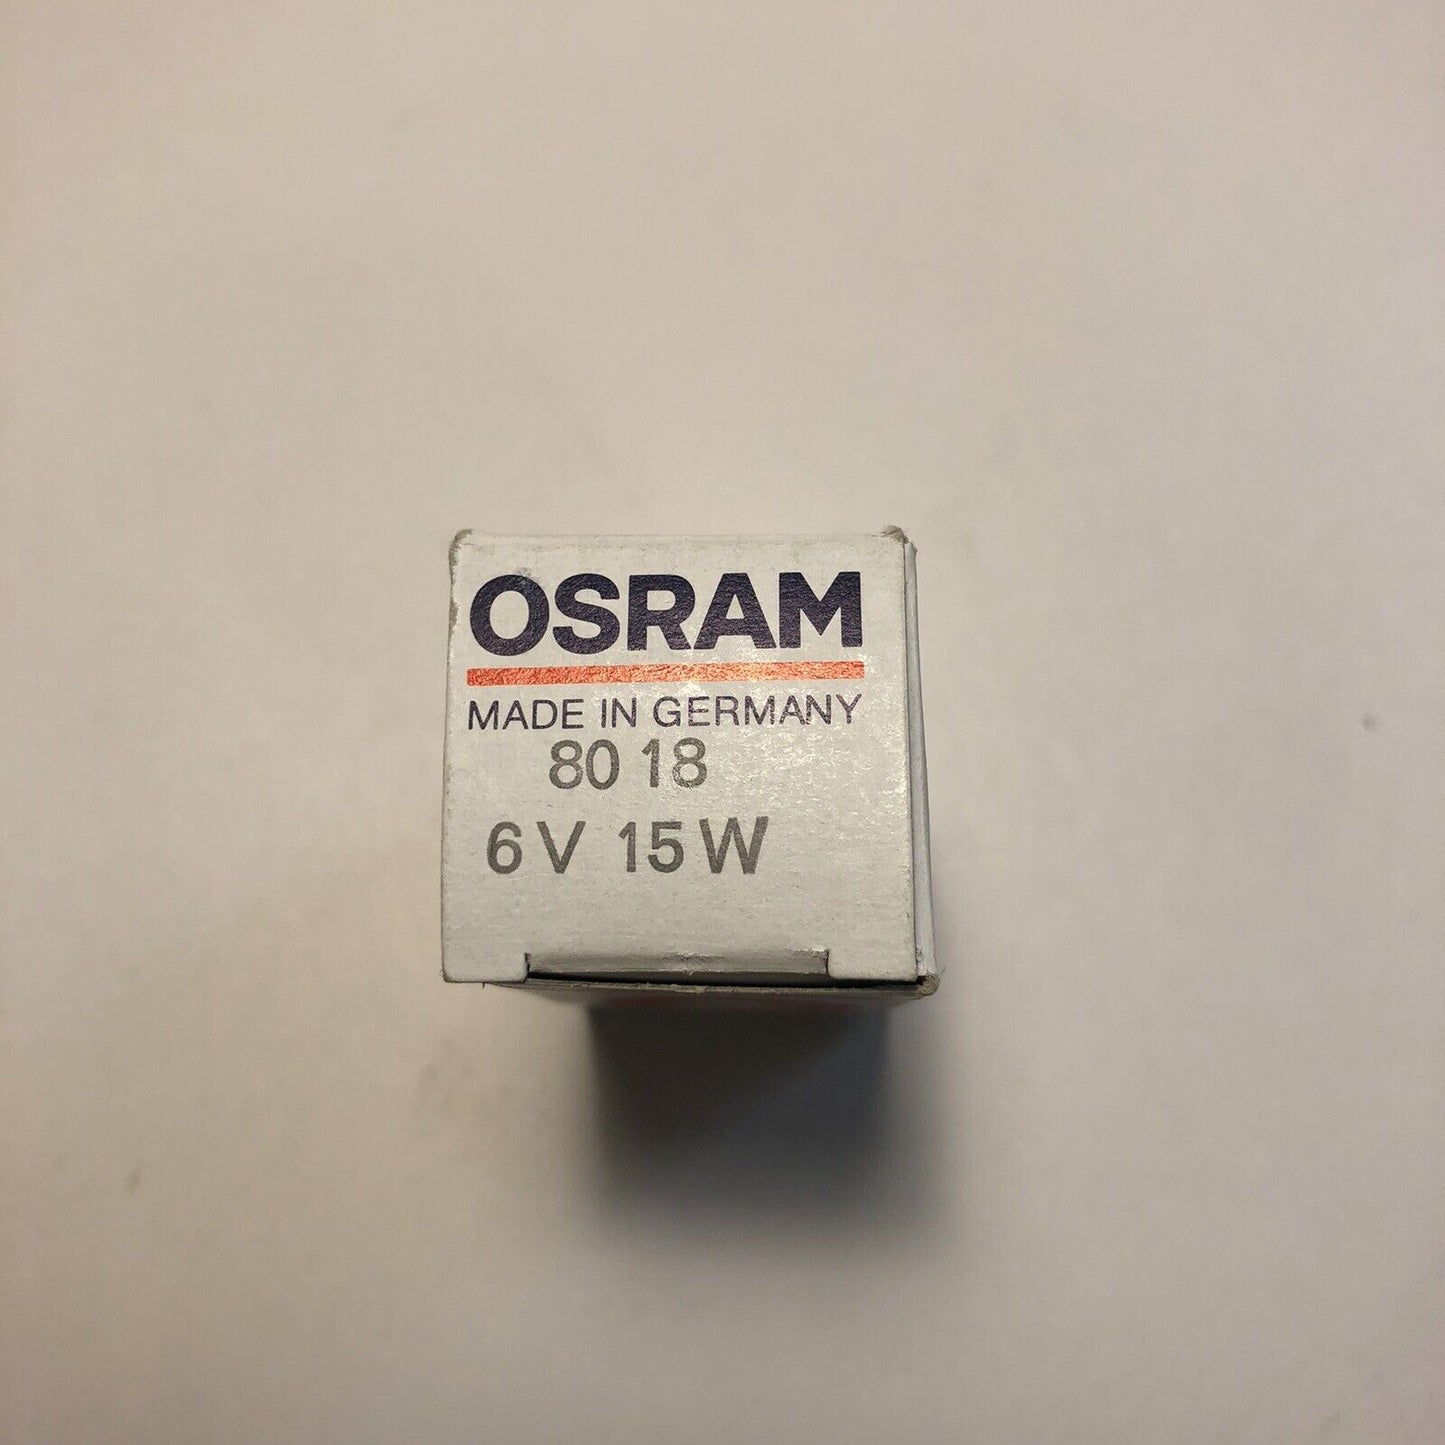 OSRAM
MADE IN GERMANY
80 18
6 V 15 W